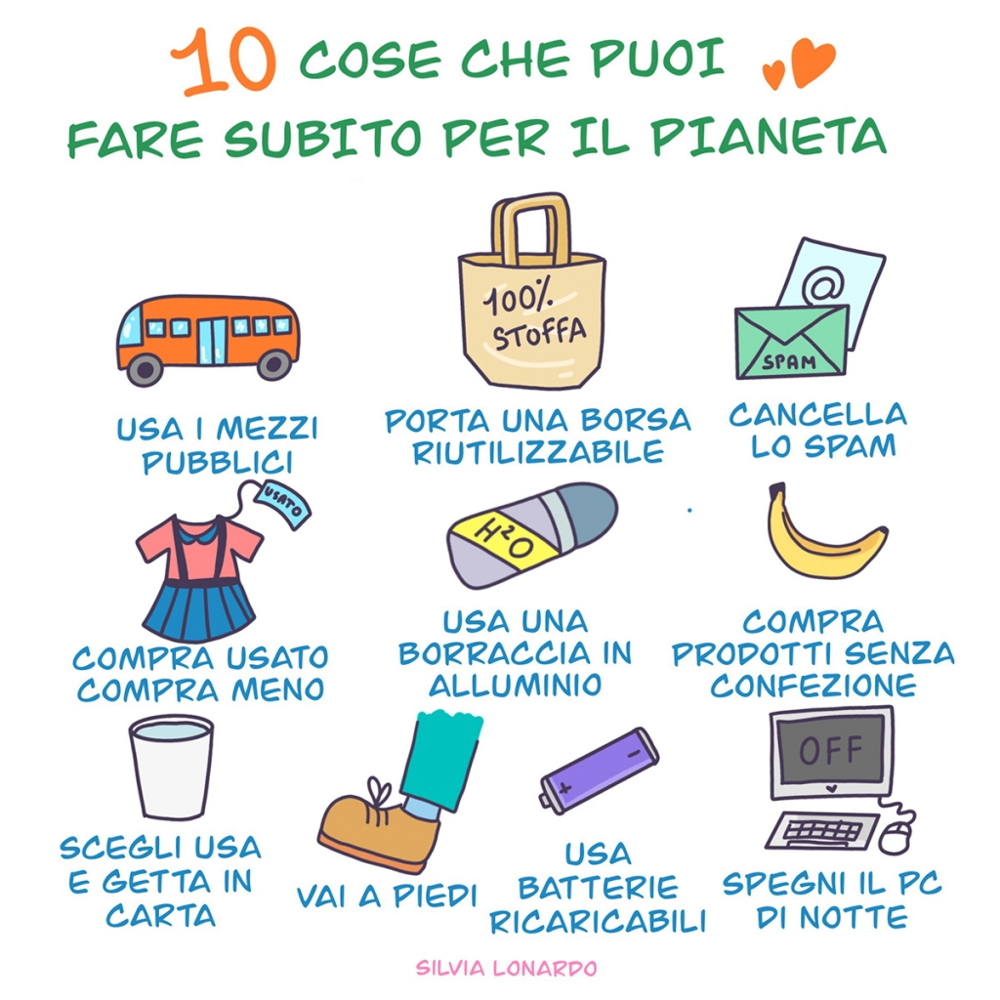 10 COSE CHE PUOI
FARE SUBITO PER IL PIANETA
100%
STOFFA
@
SPAM
USA I MEZZI
PUBBLICI
PORTA UNA BORSA
RIUTILIZZABILE
CANCELLA
LO SPAM
USATO
H²O
COMPRA USATO
COMPRA MENO
USA UNA
BORRACCIA IN
ALLUMINIO
COMPRA
PRODOTTI SENZA
CONFEZIONE
+ -
OFF
SCEGLI USA
E GETTA IN
CARTA
VAI A PIEDI
USA
BATTERIE
RICARICABILI
SPEGNI IL PC
DI NOTTE
SILVIA LONARDO